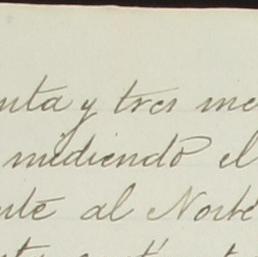 nta y tres me
midiendo el
nte al Norte